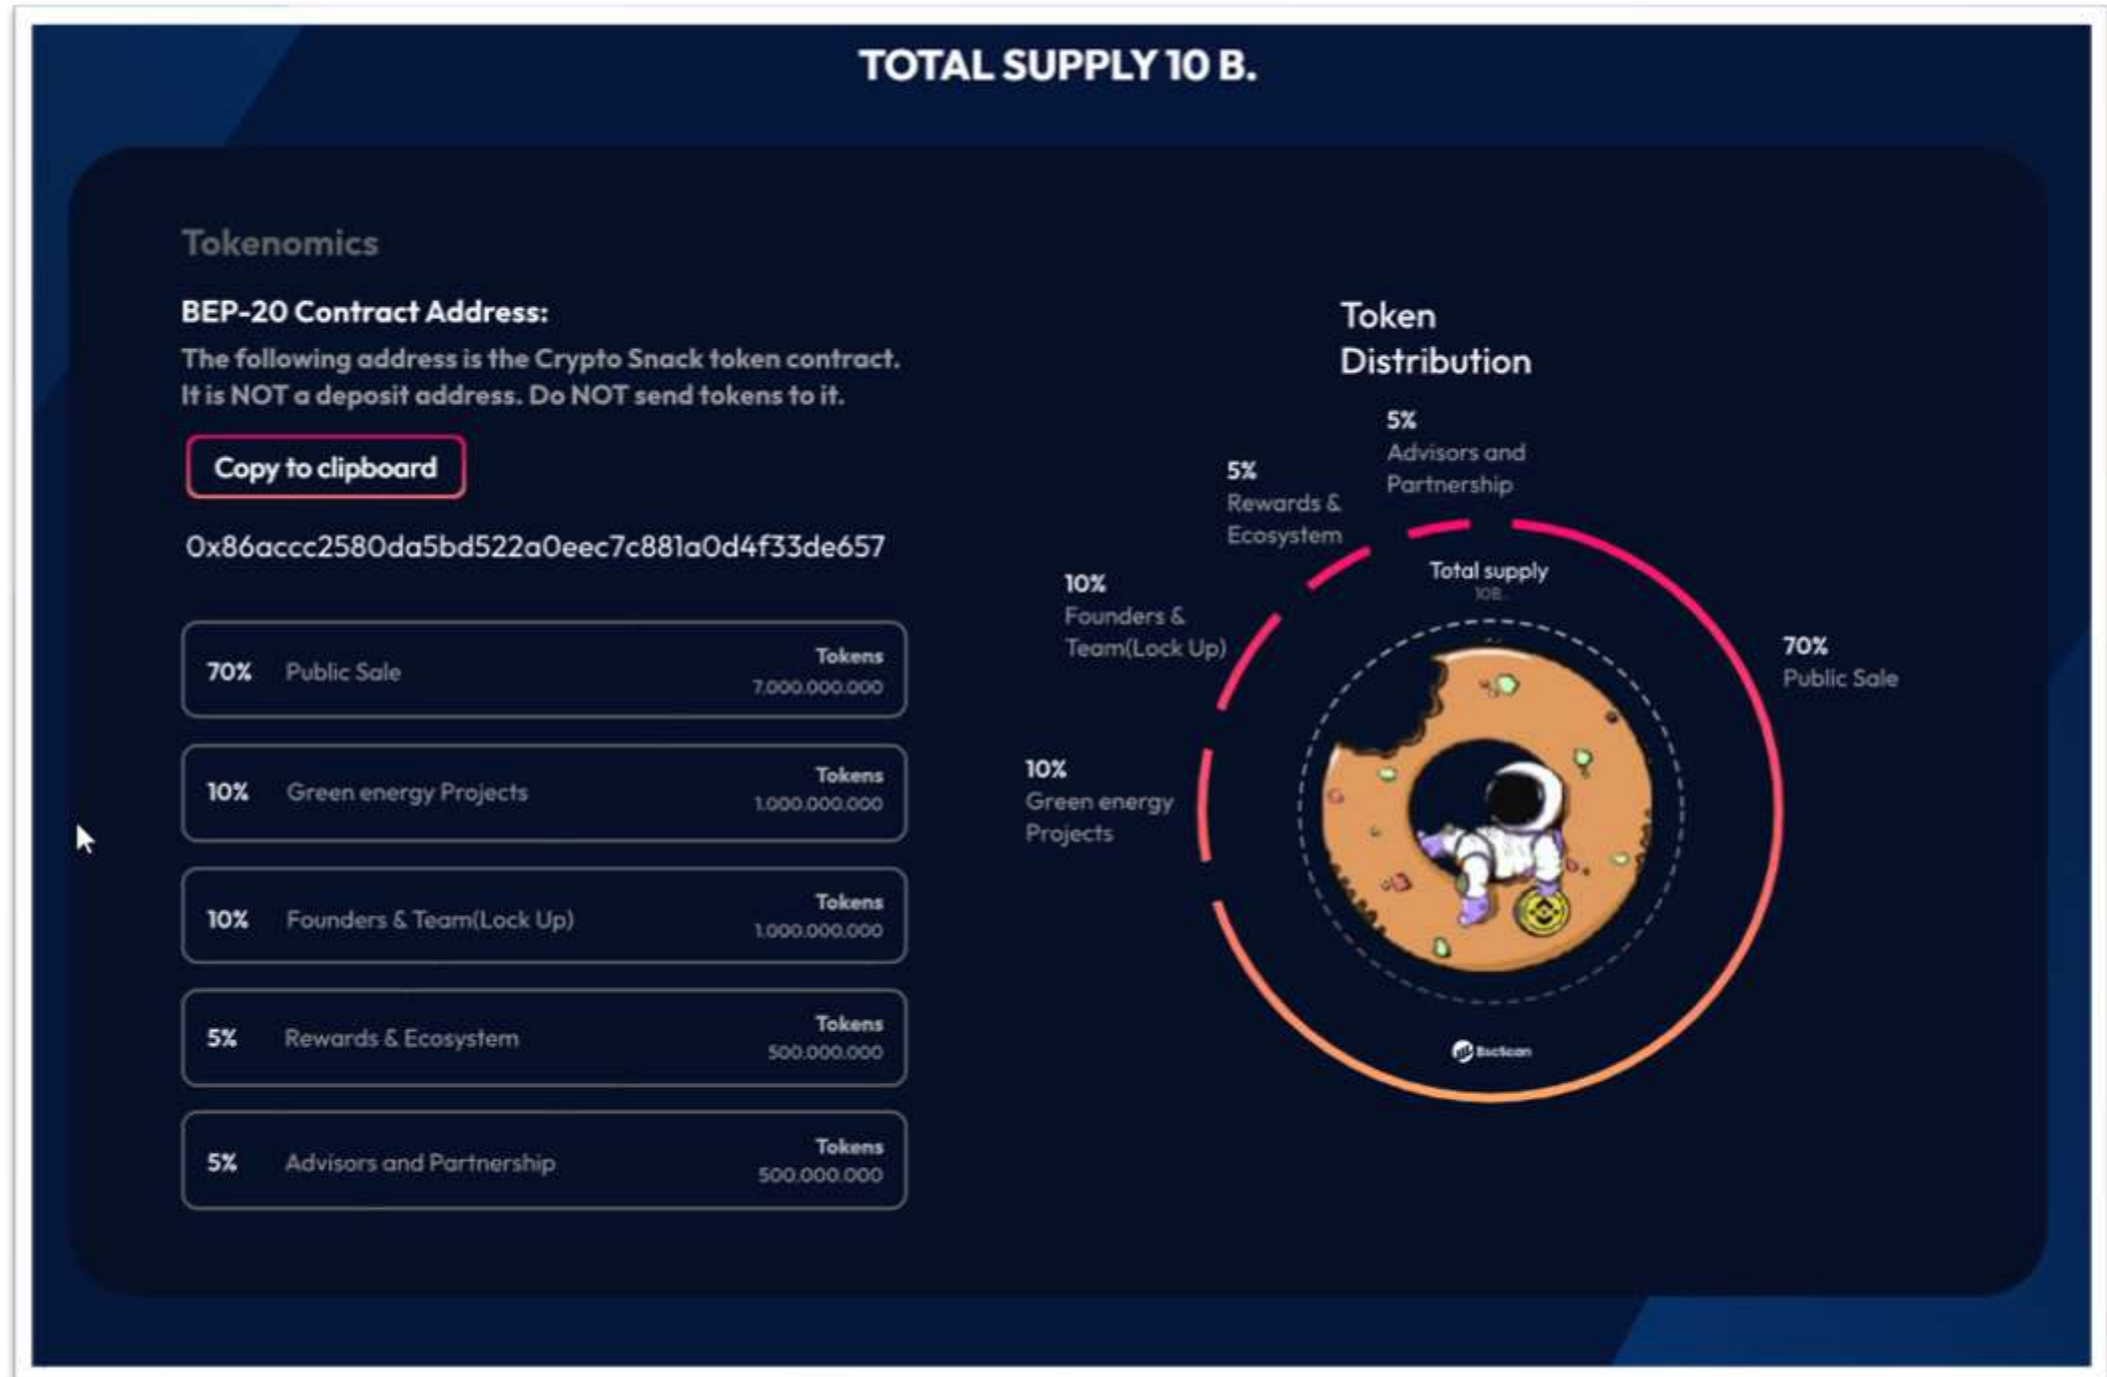 TOTAL SUPPLY 10 B.
Tokenomics
BEP-20 Contract Address:
The following address is the Crypto Snack token contract.
It is NOT a deposit address. Do NOT send tokens to it.
Copy to clipboard
0x86accc2580da5bd522a0eec7c881a0d4f33de657
70% Public Sale Tokens
7.000.000.000
10% Green energy Projects Tokens
1.000.000.000
10% Founders & Team(Lock Up) Tokens
1.000.000.000
5% Rewards & Ecosystem Tokens
500.000.000
5% Advisors and Partnership Tokens
500.000.000
Token
Distribution
5%
Advisors and
Partnership
5%
Rewards &
Ecosystem
10%
Founders &
Team(Lock Up)
10%
Green energy
Projects
70%
Public Sale
Total supply
10B.
BscScan